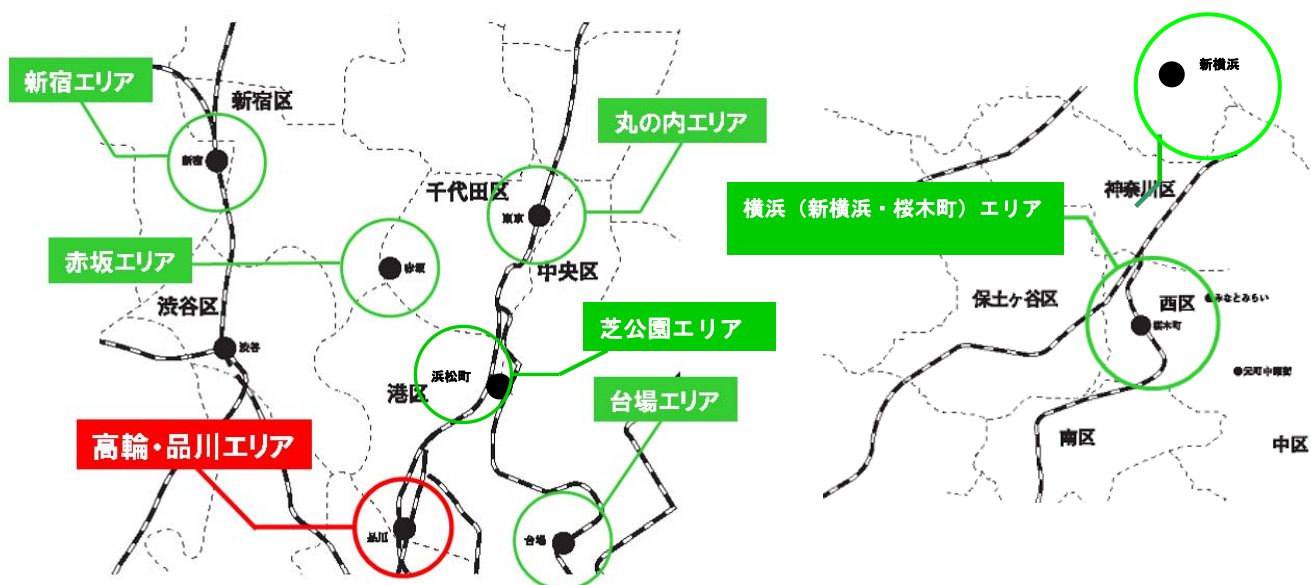 新宿エリア
新宿区
新宿
丸の内エリア
千代田区
東京
赤坂エリア
赤坂
中央区
渋谷区
渋谷
芝公園エリア
浜松町
港区
台場エリア
高輪・品川エリア
品川
台場
新横浜
神奈川区
横浜（新横浜・桜木町）エリア
保土ヶ谷区
西区
みなとみらい
桜木町
元町中華街
南区
中区